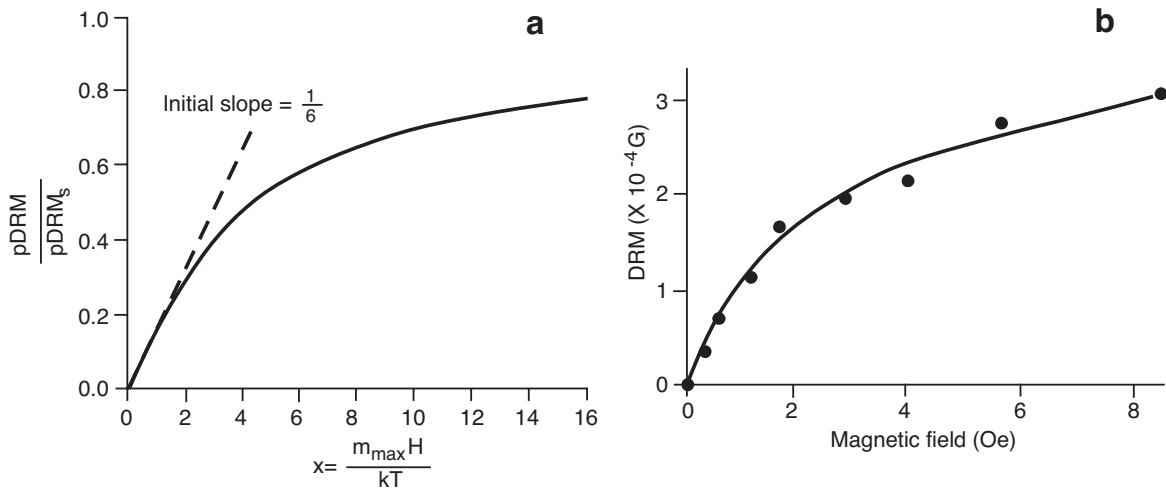 a
1.0
0.8
0.6
0.4
0.2
0.0
pDRM
pDRMs
Initial slope = 1/6
0 2 4 6 8 10 12 14 16
x= mmaxH
kT
b
3
2
1
0
DRM (X 10 -4 G)
0 2 4 6 8
Magnetic field (Oe)